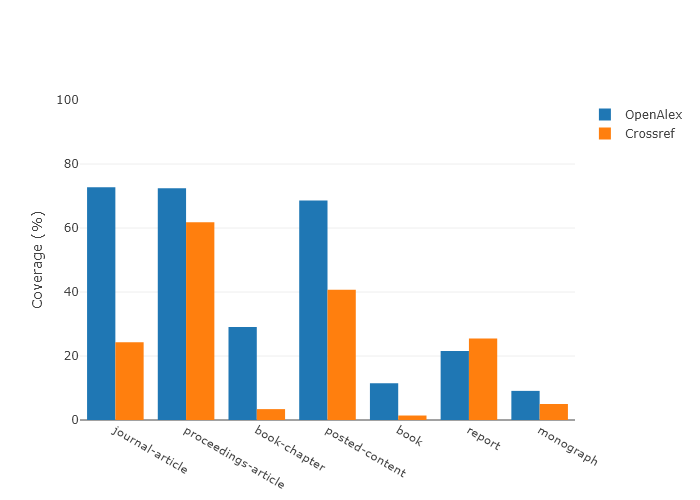 100
80
60
40
20
0
Coverage (%)
journal-article
proceedings-article
book-chapter
posted-content
book
report
monograph
OpenAlex
Crossref